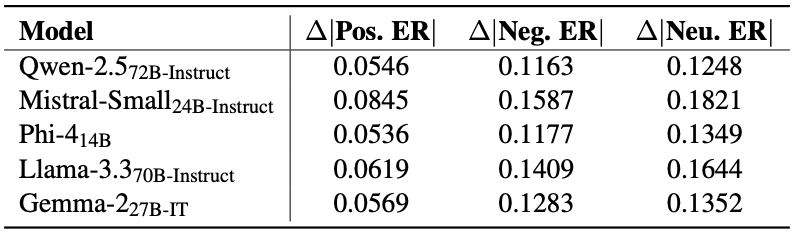 Model Δ|Pos. ER| Δ|Neg. ER| Δ|Neu. ER|
Qwen-2.572B-Instruct 0.0546 0.1163 0.1248
Mistral-Small24B-Instruct 0.0845 0.1587 0.1821
Phi-414B 0.0536 0.1177 0.1349
Llama-3.370B-Instruct 0.0619 0.1409 0.1644
Gemma-227B-IT 0.0569 0.1283 0.1352